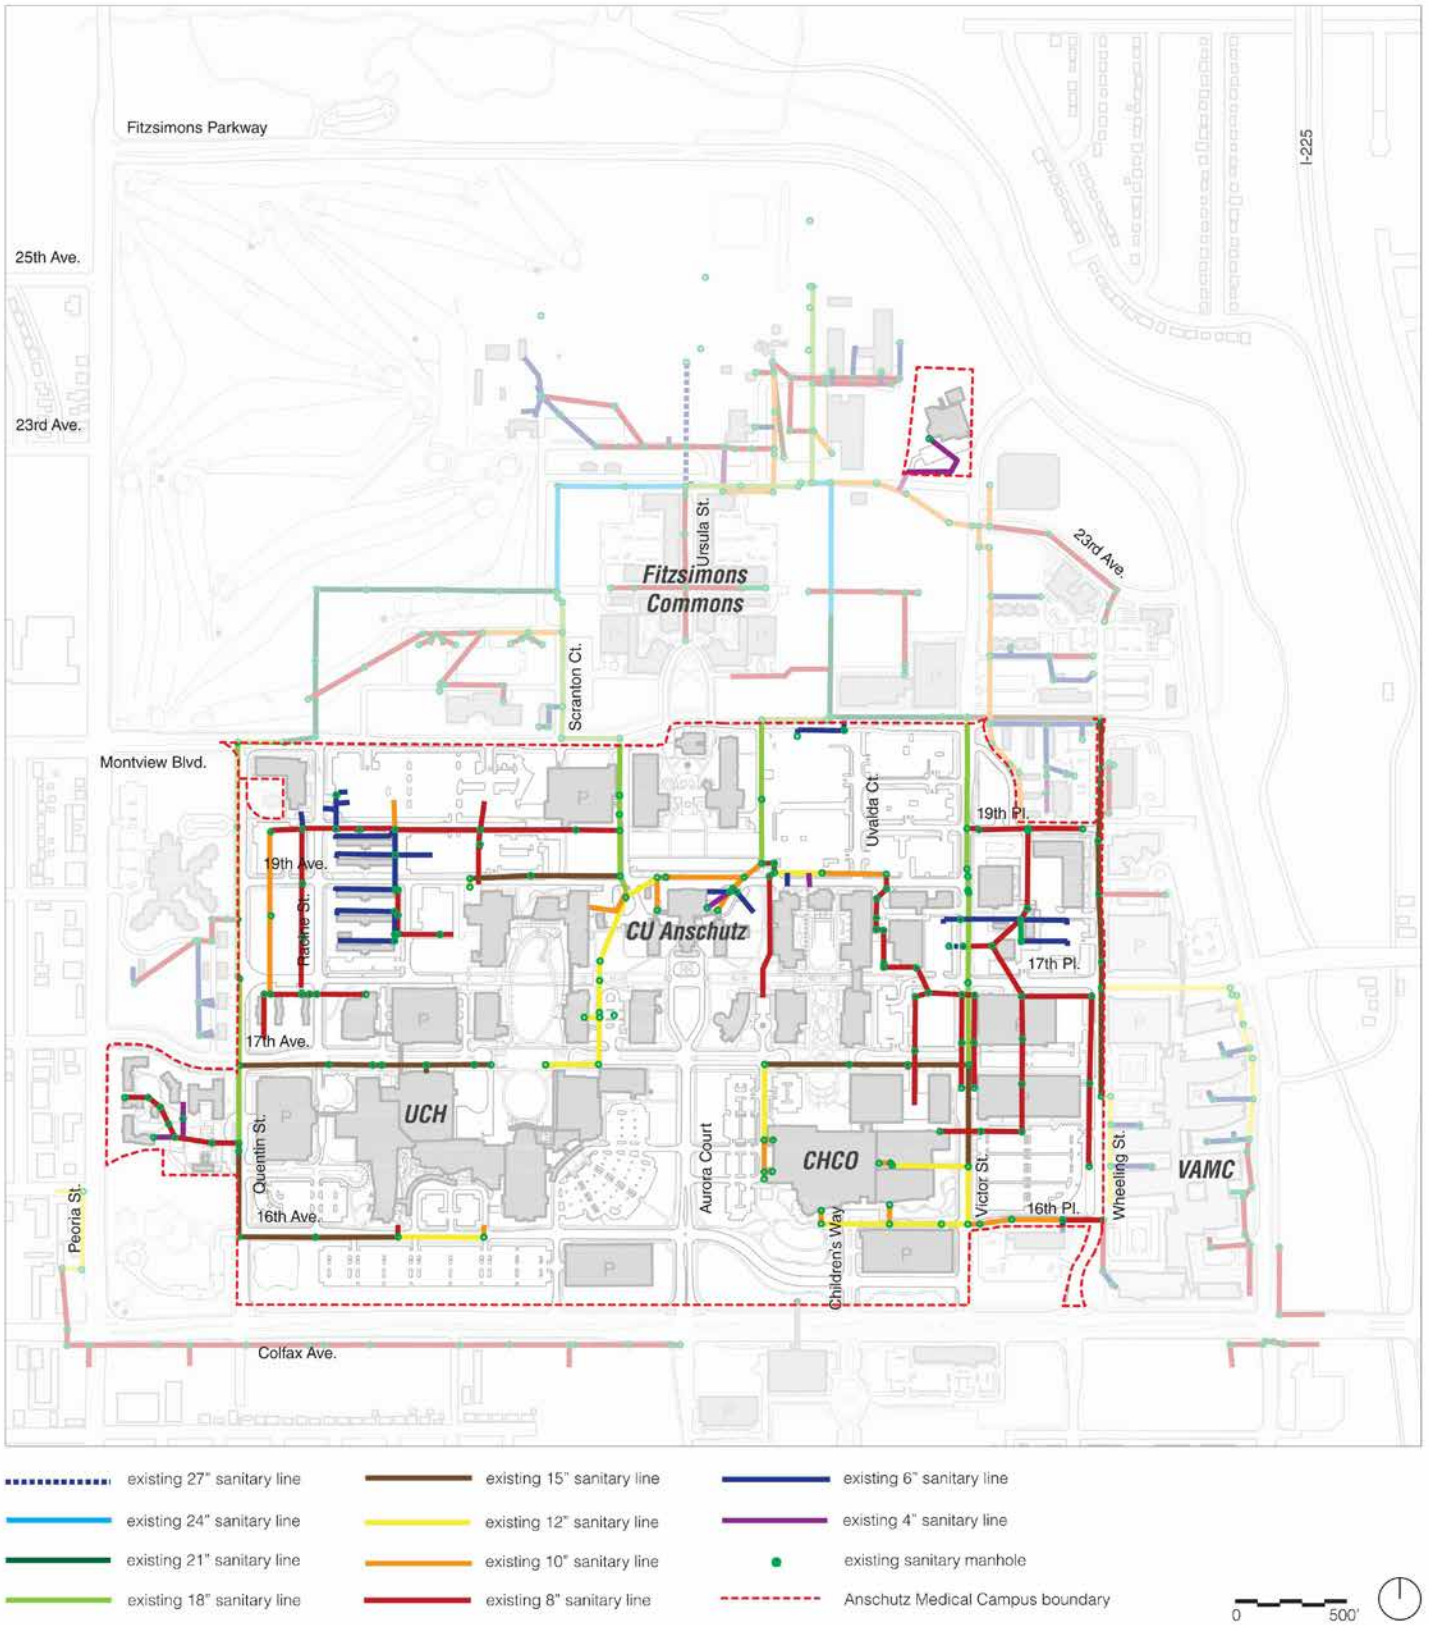 Fitzsimons Parkway
I-225
25th Ave.
23rd Ave.
Ursula St.
23rd Ave.
Fitzsimons
Commons
Scranton Ct.
Montview Blvd.
P
P
P
P
Uvalda Ct.
19th Pl.
19th Ave.
Racine St.
CU Anschutz
17th Pl.
P
P
17th Ave.
P
UCH
P
Quentin St.
Aurora Court
CHCO
Victor St.
Wheeling St.
VAMC
Peoria St.
16th Ave.
16th Pl.
Children's Way
P
P
Colfax Ave.
P
P
existing 27" sanitary line
existing 15" sanitary line
existing 6" sanitary line
existing 24" sanitary line
existing 12" sanitary line
existing 4" sanitary line
existing 21" sanitary line
existing 10" sanitary line
existing sanitary manhole
existing 18" sanitary line
existing 8" sanitary line
Anschutz Medical Campus boundary
0 500'